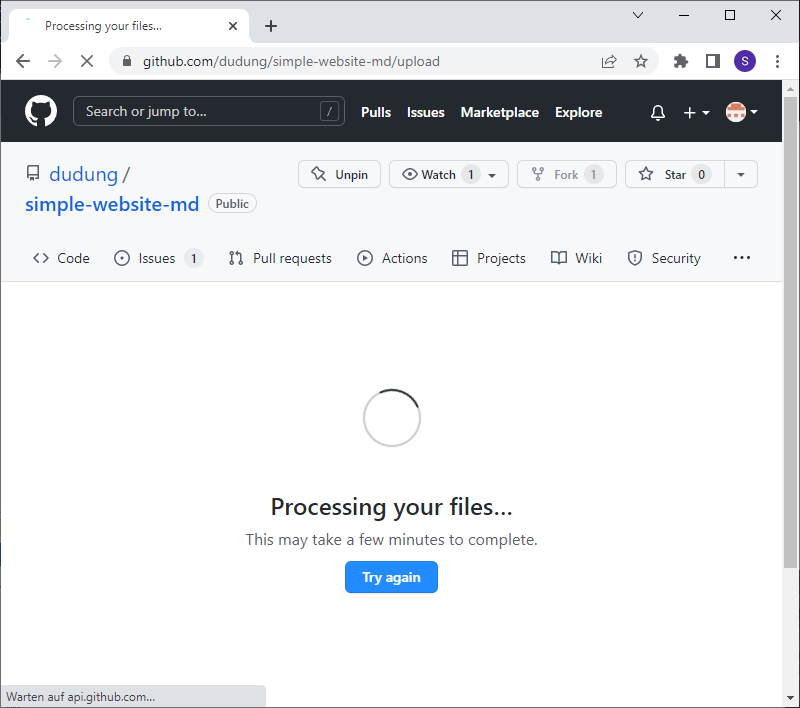 Processing your files...
github.com/dudung/simple-website-md/upload
S
Search or jump to...
/
Pulls
Issues
Marketplace
Explore
dudung /
Unpin
Watch 1
Fork 1
Star 0
simple-website-md
Public
Code
Issues 1
Pull requests
Actions
Projects
Wiki
Security
Processing your files...
This may take a few minutes to complete.
Try again
Warten auf api.github.com...